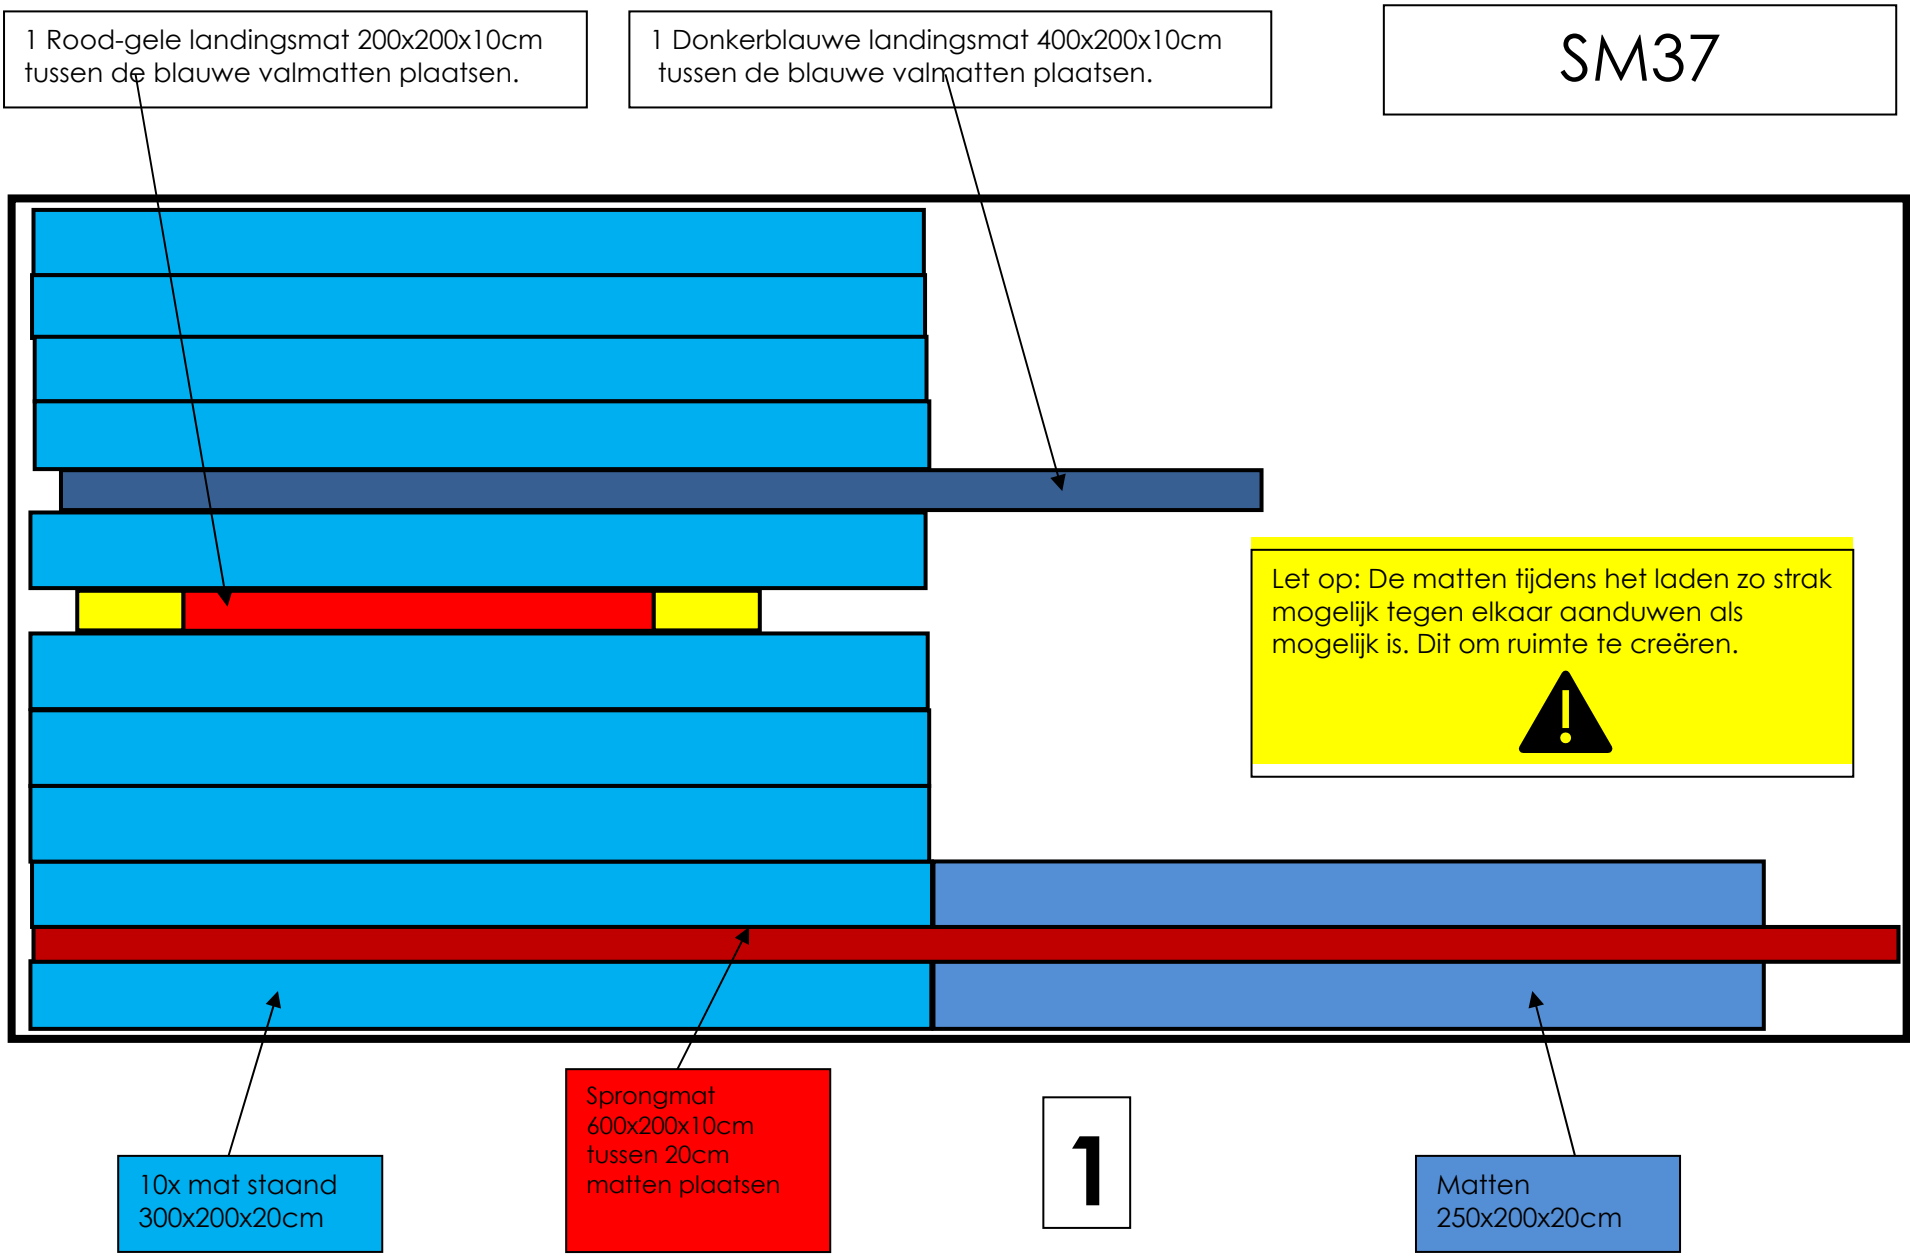 1 Rood-gele landingsmat 200x200x10cm
tussen de blauwe valmatten plaatsen.
1 Donkerblauwe landingsmat 400x200x10cm
tussen de blauwe valmatten plaatsen.
SM37
Let op: De matten tijdens het laden zo strak
mogelijk tegen elkaar aanduwen als
mogelijk is. Dit om ruimte te creëren.
Sprongmat
600x200x10cm
tussen 20cm
matten plaatsen
1
10x mat staand
300x200x20cm
Matten
250x200x20cm